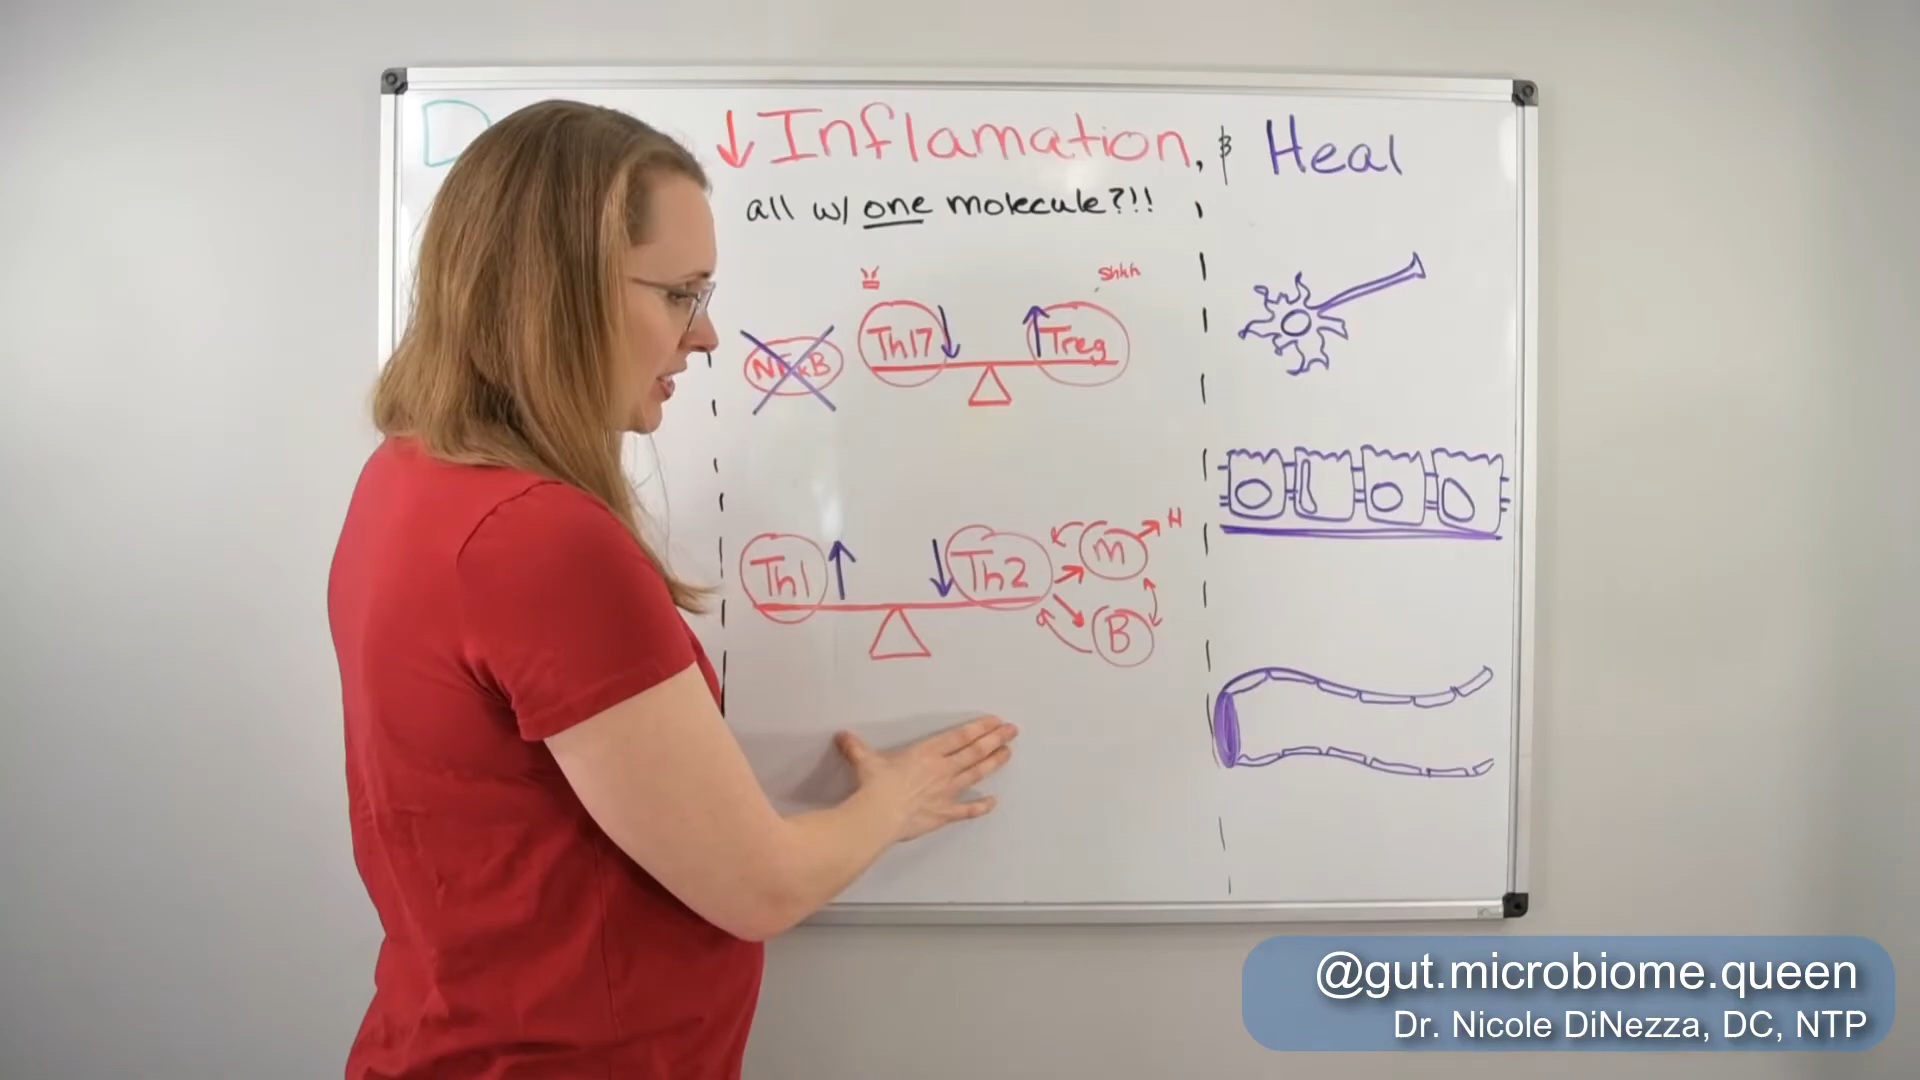 D
↓ Inflamation, & Heal
all w/ one molecule?!!
Shhh
NFκB
Th17 ↓
↑ Treg
Th1 ↑
↓ Th2
M
H
B
@gut.microbiome.queen
Dr. Nicole DiNezza, DC, NTP